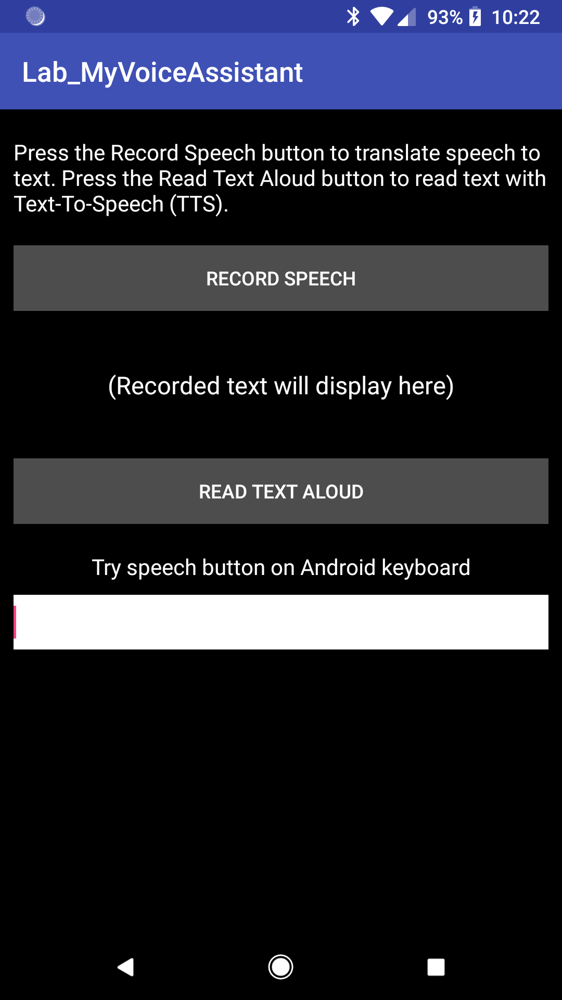 93% 10:22
Lab_MyVoiceAssistant
Press the Record Speech button to translate speech to
text. Press the Read Text Aloud button to read text with
Text-To-Speech (TTS).
RECORD SPEECH
(Recorded text will display here)
READ TEXT ALOUD
Try speech button on Android keyboard